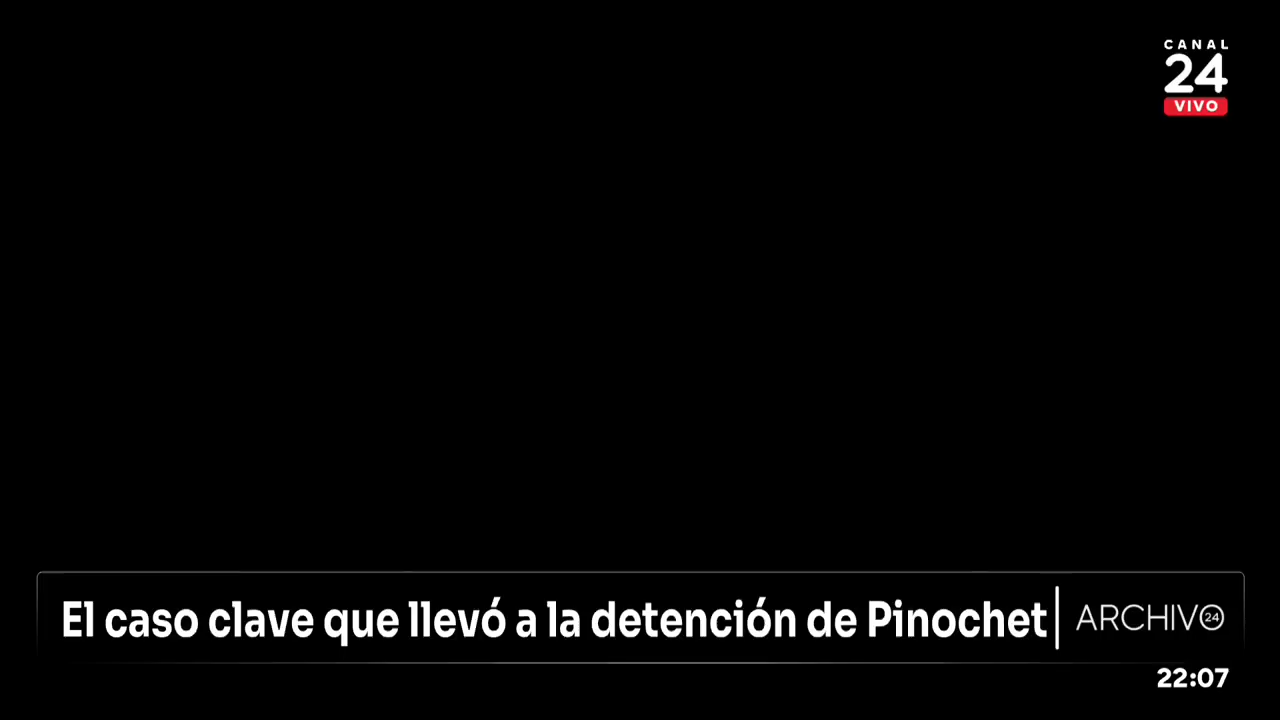 CANAL
24
VIVO
El caso clave que llevó a la detención de Pinochet
ARCHIVO 24
22:07